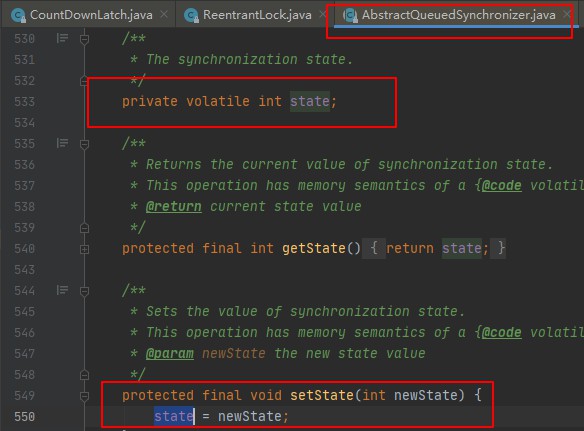 CountDownLatch.java
ReentrantLock.java
AbstractQueuedSynchronizer.java
530 /**
531 * The synchronization state.
532 */
533 private volatile int state;
534
535 /**
536 * Returns the current value of synchronization state.
537 * This operation has memory semantics of a {@code volatil
538 * @return current state value
539 */
540 protected final int getState() { return state; }
543
544 /**
545 * Sets the value of synchronization state.
546 * This operation has memory semantics of a {@code volatil
547 * @param newState the new state value
548 */
549 protected final void setState(int newState) {
550 state = newState;